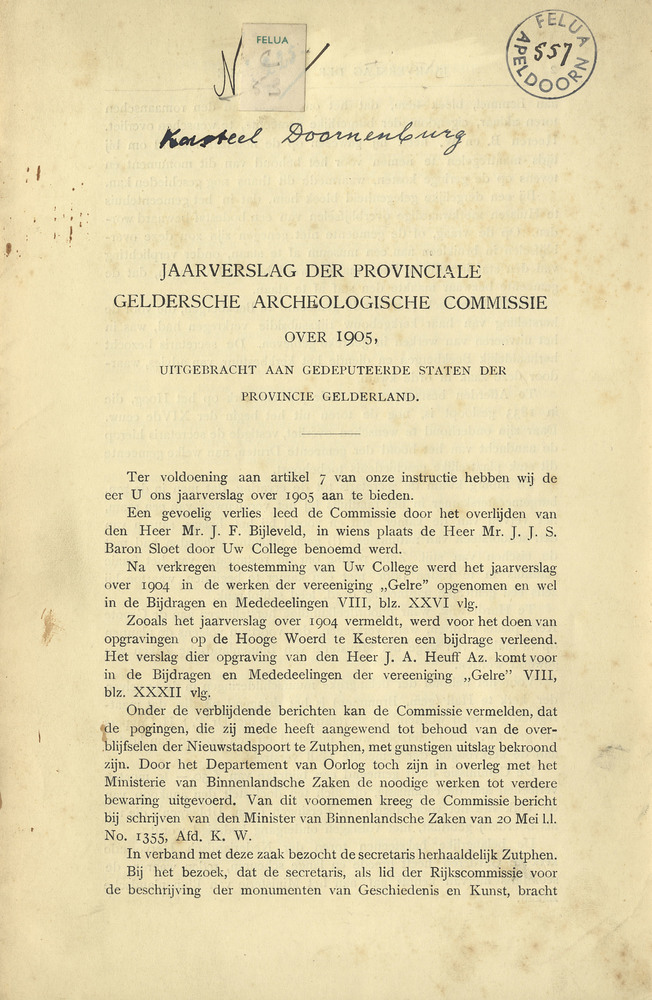 FELUA
N
FELUA
557
APELDOORN
Kasteel Doornenburg
JAARVERSLAG DER PROVINCIALE
GELDERSCHE ARCHEOLOGISCHE COMMISSIE
OVER 1905,
UITGEBRACHT AAN GEDEPUTEERDE STATEN DER
PROVINCIE GELDERLAND.
Ter voldoening aan artikel 7 van onze instructie hebben wij de
eer U ons jaarverslag over 1905 aan te bieden.
Een gevoelig verlies leed de Commissie door het overlijden van
den Heer Mr. J. F. Bijleveld, in wiens plaats de Heer Mr. J. J. S.
Baron Sloet door Uw College benoemd werd.
Na verkregen toestemming van Uw College werd het jaarverslag
over 1904 in de werken der vereeniging „Gelre” opgenomen en wel
in de Bijdragen en Mededeelingen VIII, blz. XXVI vlg.
Zooals het jaarverslag over 1904 vermeldt, werd voor het doen van
opgravingen op de Hooge Woerd te Kesteren een bijdrage verleend.
Het verslag dier opgraving van den Heer J. A. Heuff Az. komt voor
in de Bijdragen en Mededeelingen der vereeniging „Gelre” VIII,
blz. XXXII vlg.
Onder de verblijdende berichten kan de Commissie vermelden, dat
de pogingen, die zij mede heeft aangewend tot behoud van de over-
blijfselen der Nieuwstadspoort te Zutphen, met gunstigen uitslag bekroond
zijn. Door het Departement van Oorlog toch zijn in overleg met het
Ministerie van Binnenlandsche Zaken de noodige werken tot verdere
bewaring uitgevoerd. Van dit voornemen kreeg de Commissie bericht
bij schrijven van den Minister van Binnenlandsche Zaken van 20 Mei l.l.
No. 1355, Afd. K. W.
In verband met deze zaak bezocht de secretaris herhaaldelijk Zutphen.
Bij het bezoek, dat de secretaris, als lid der Rijkscommissie voor
de beschrijving der monumenten van Geschiedenis en Kunst, bracht